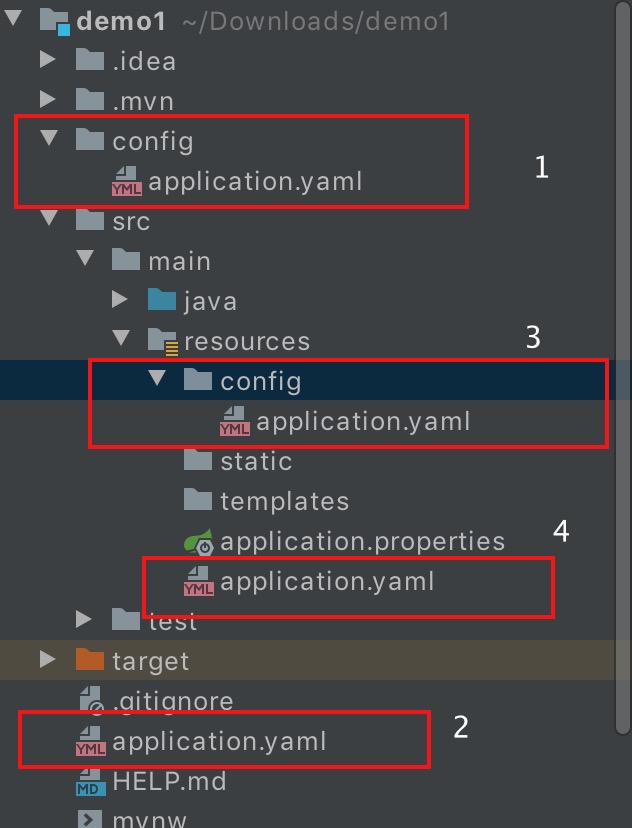 demo1 ~/Downloads/demo1
.idea
.mvn
config
1
YML application.yaml
src
main
java
resources
3
config
YML application.yaml
static
templates
application.properties
4
YML application.yaml
test
target
.gitignore
2
YML application.yaml
MD HELP.md
mvnw